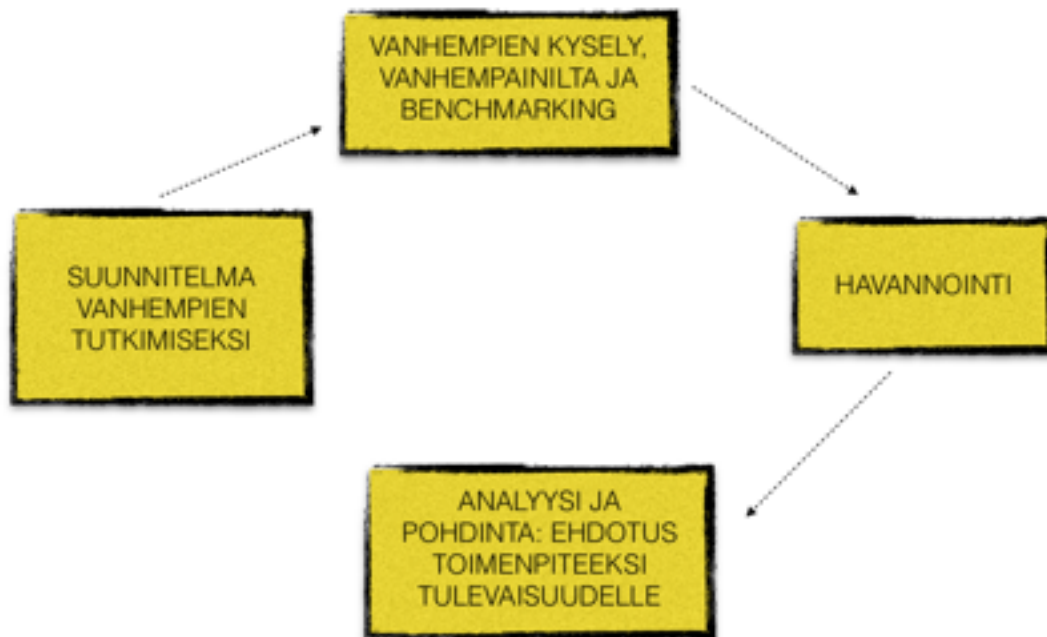 VANHEMPIEN KYSELY,
VANHEMPAINILTA JA
BENCHMARKING
SUUNNITELMA
VANHEMPIEN
TUTKIMISEKSI
HAVANNOINTI
ANALYYSI JA
POHDINTA: EHDOTUS
TOIMENPITEEKSI
TULEVAISUUDELLE